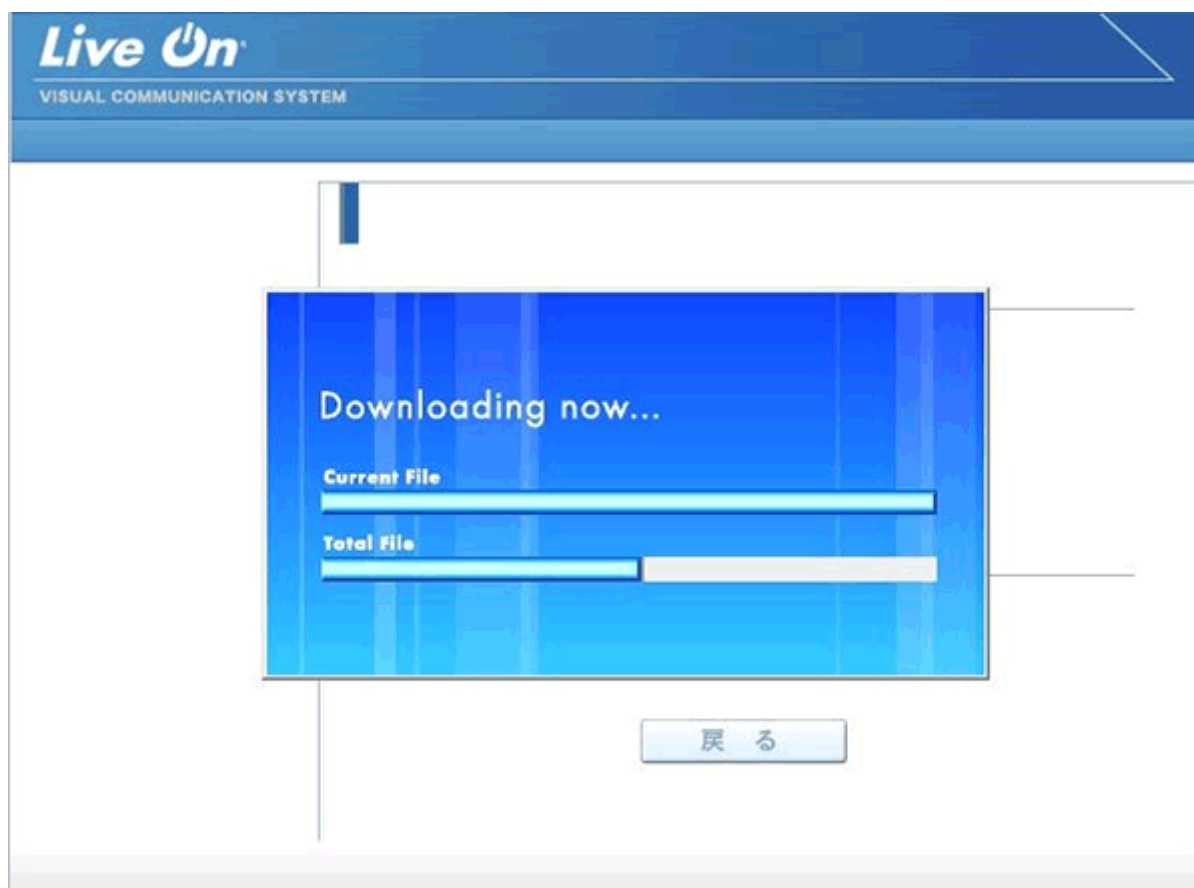 Live On
VISUAL COMMUNICATION SYSTEM
Downloading now...
Current File
Total File
戻る